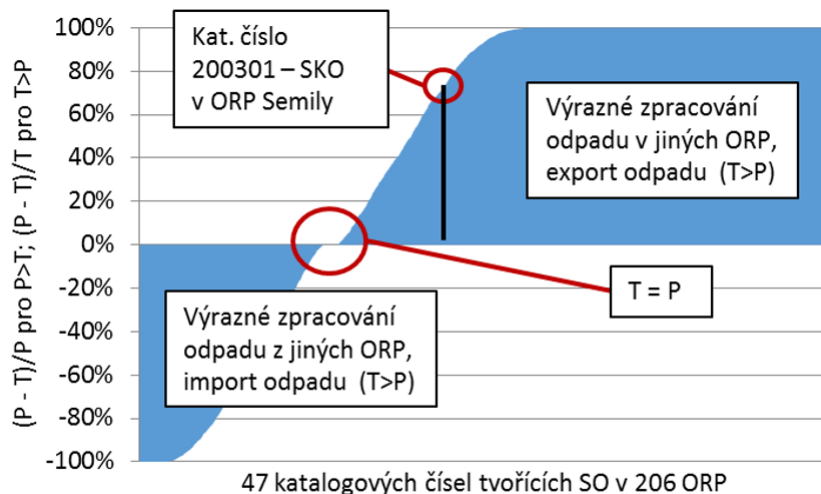 (P - T)/P pro P>T; (P - T)/T pro T>P
100%
80%
60%
40%
20%
0%
-20%
-40%
-60%
-80%
-100%
Kat. číslo
200301 – SKO
v ORP Semily
Výrazné zpracování
odpadu v jiných ORP,
export odpadu (T>P)
T = P
Výrazné zpracování
odpadu z jiných ORP,
import odpadu (T>P)
47 katalogových čísel tvořících SO v 206 ORP